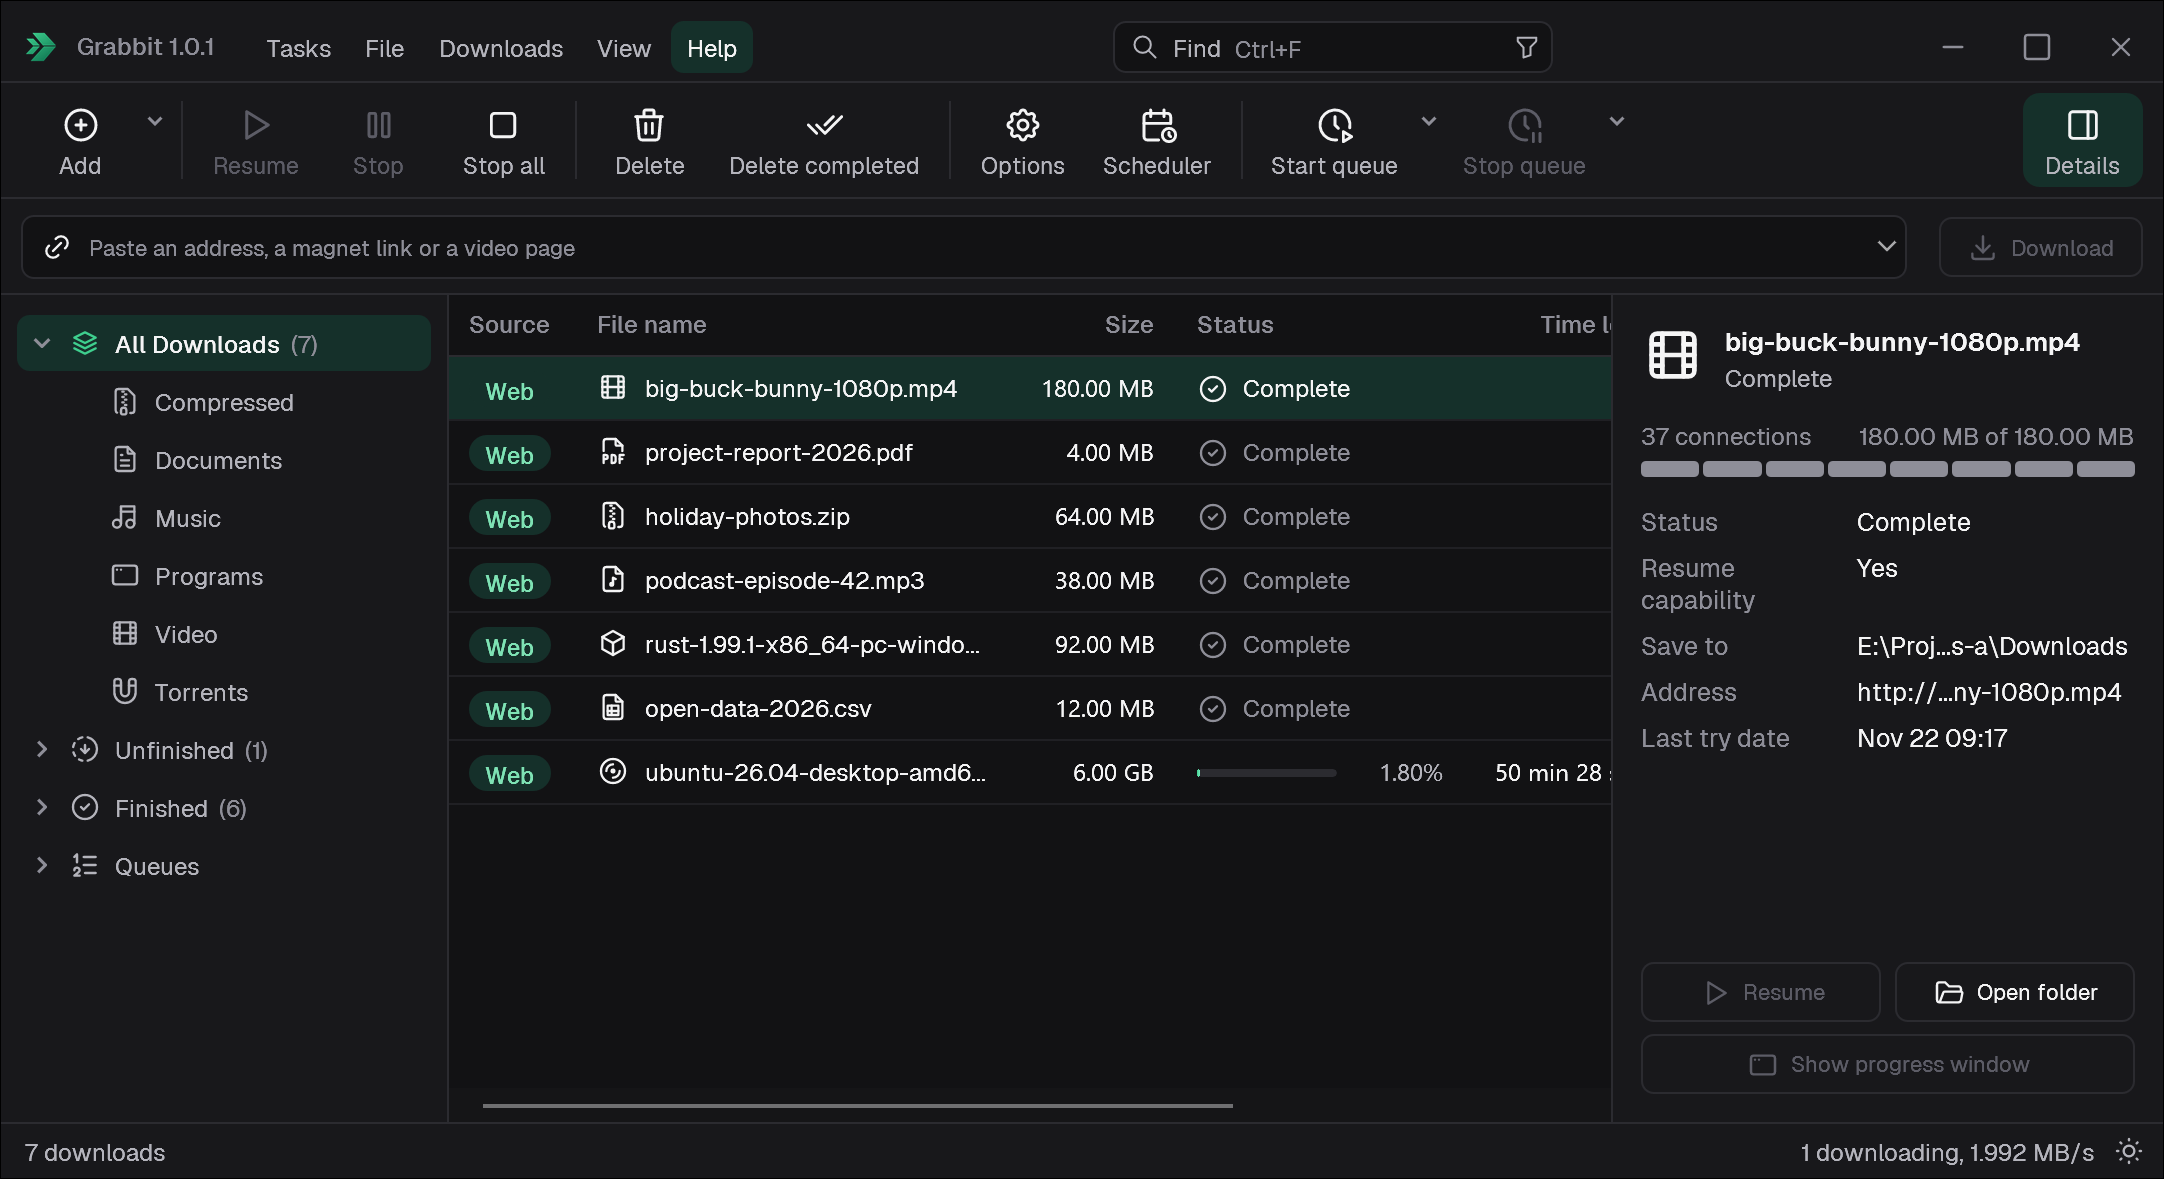 Grabbit 1.0.1 Tasks File Downloads View Help Find Ctrl+F
Add Resume Stop Stop all Delete Delete completed Options Scheduler Start queue Stop queue Details
Paste an address, a magnet link or a video page Download
All Downloads (7)
Compressed
Documents
Music
Programs
Video
Torrents
Unfinished (1)
Finished (6)
Queues
Source File name Size Status Time l
Web big-buck-bunny-1080p.mp4 180.00 MB Complete
Web project-report-2026.pdf 4.00 MB Complete
Web holiday-photos.zip 64.00 MB Complete
Web podcast-episode-42.mp3 38.00 MB Complete
Web rust-1.99.1-x86_64-pc-windo... 92.00 MB Complete
Web open-data-2026.csv 12.00 MB Complete
Web ubuntu-26.04-desktop-amd6... 6.00 GB 1.80% 50 min 28
big-buck-bunny-1080p.mp4
Complete
37 connections 180.00 MB of 180.00 MB
Status Complete
Resume capability Yes
Save to E:\Proj...s-a\Downloads
Address http://...ny-1080p.mp4
Last try date Nov 22 09:17
Resume Open folder
Show progress window
7 downloads 1 downloading, 1.992 MB/s